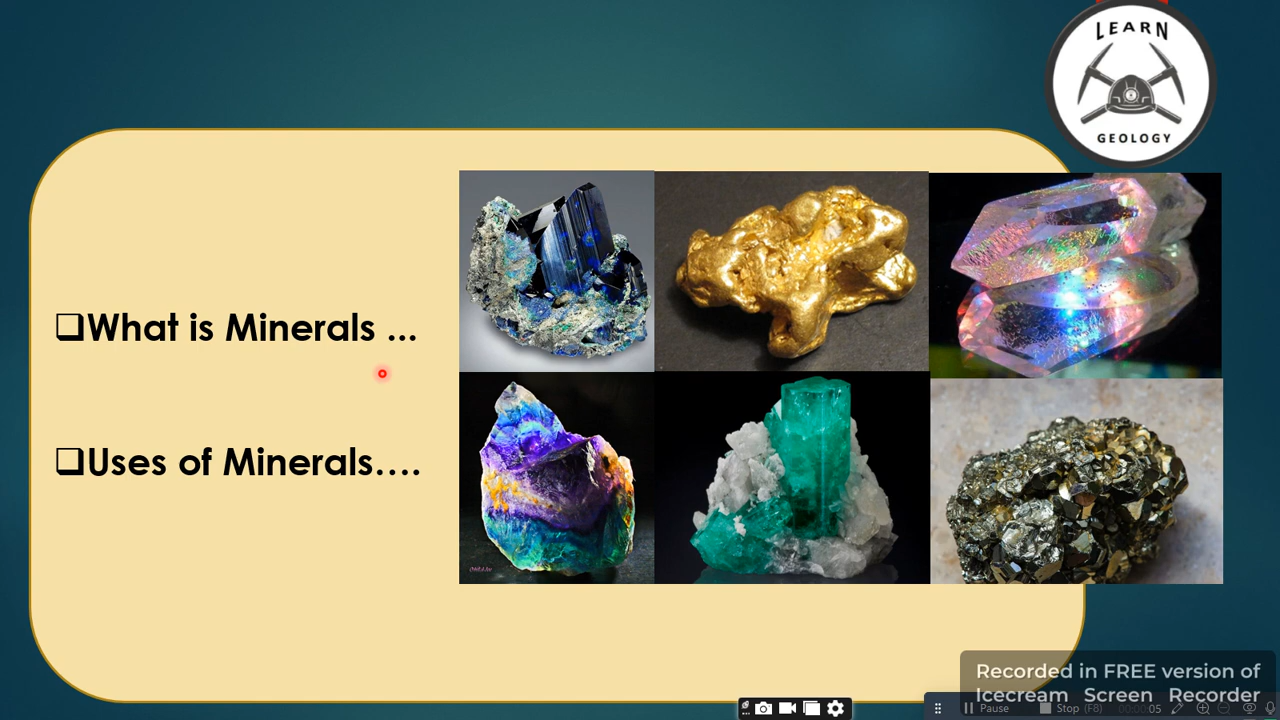 LEARN
GEOLOGY
❑What is Minerals ...
❑Uses of Minerals....
Recorded in FREE version of
Icecream Screen Recorder
Pause
Stop (F8)